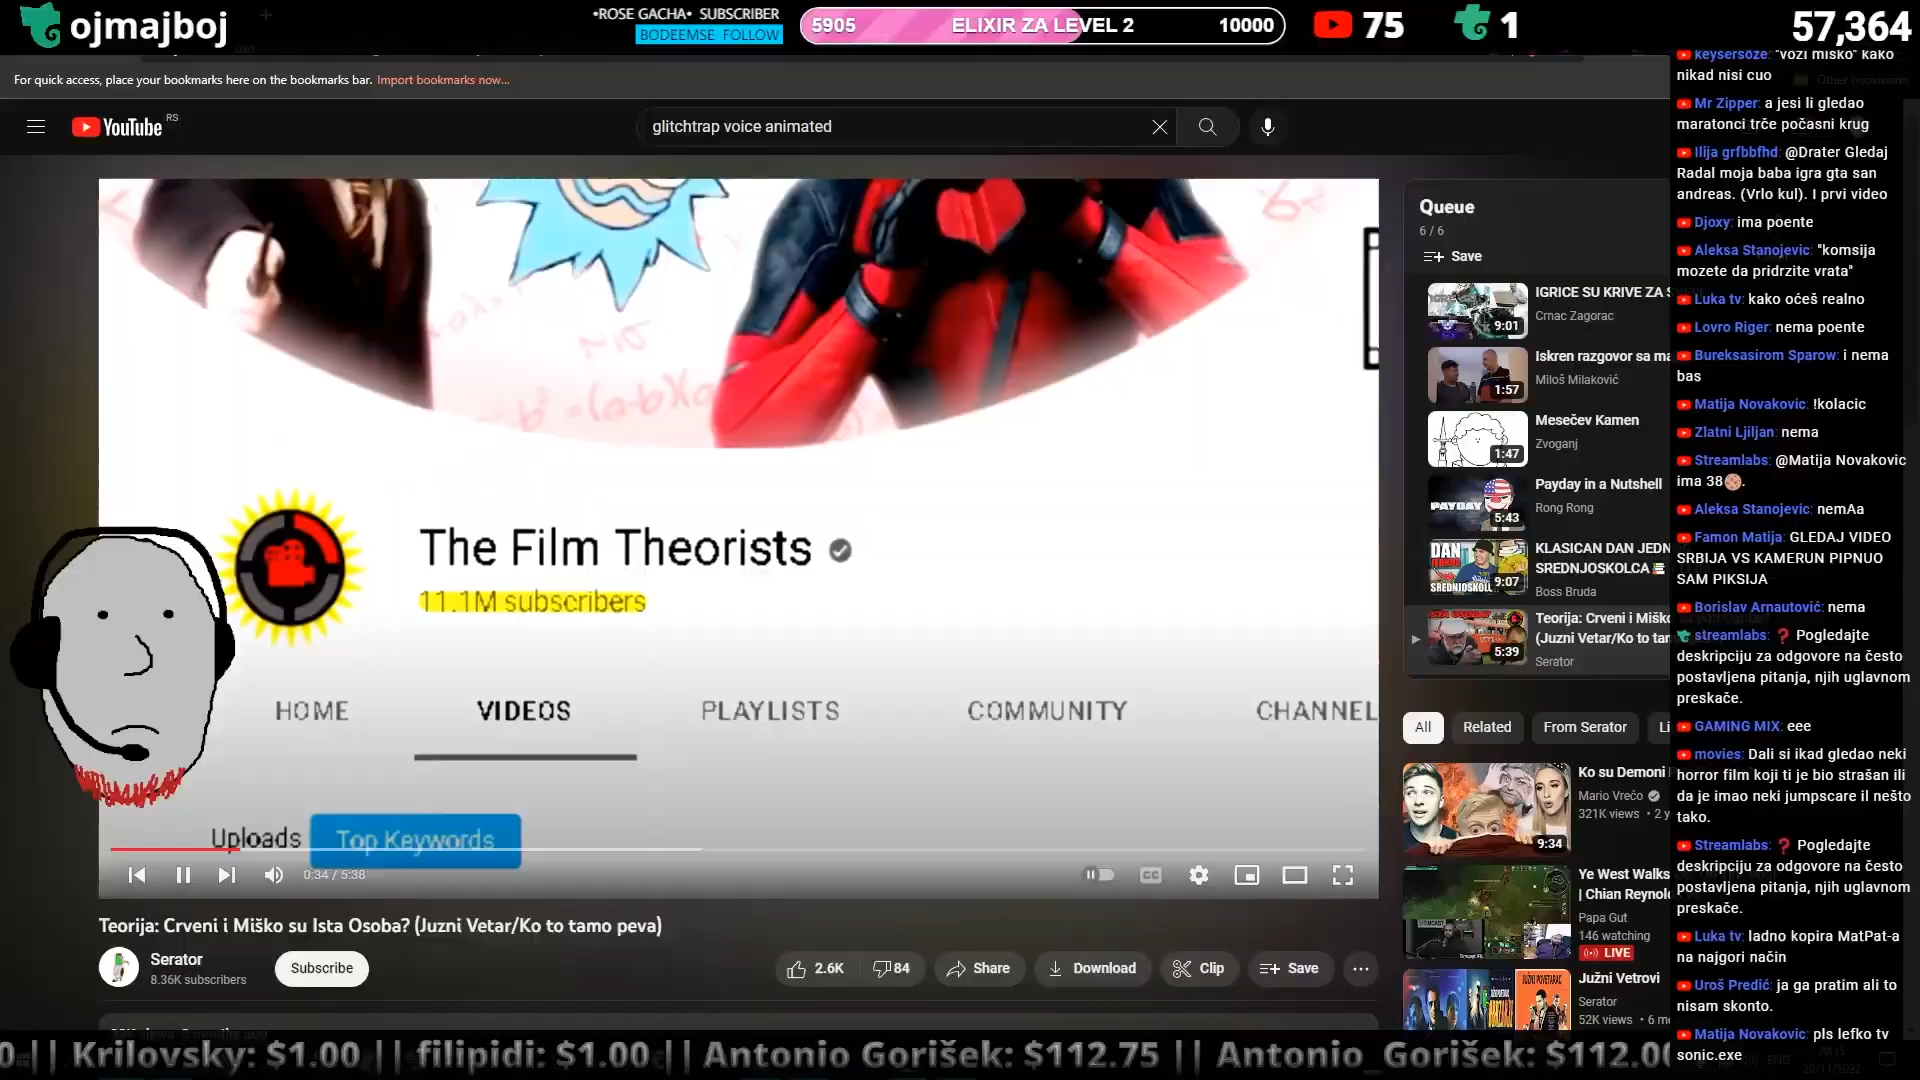 ojmajboj
•ROSE GACHA• SUBSCRIBER
BODEEMSE FOLLOW
5905 ELIXIR ZA LEVEL 2 10000
75
1
57,364
For quick access, place your bookmarks here on the bookmarks bar. Import bookmarks now...
YouTube RS
glitchtrap voice animated
The Film Theorists
11.1M subscribers
HOME VIDEOS PLAYLISTS COMMUNITY CHANNEL
Uploads Top Keywords
0:34 / 5:38
CC
Teorija: Crveni i Miško su Ista Osoba? (Juzni Vetar/Ko to tamo peva)
Serator
8.36K subscribers
Subscribe
2.6K 84 Share Download Clip Save
Queue
6 / 6
Save
IGRICE SU KRIVE ZA S
Crnac Zagorac
9:01
Iskren razgovor sa ma
Miloš Milaković
1:57
Mesečev Kamen
Zvoganj
1:47
Payday in a Nutshell
Rong Rong
PAYDAY
5:43
KLASICAN DAN JEDN
SREDNJOSKOLCA
Boss Bruda
DAN
9:07
Teorija: Crveni i Miško
(Juzni Vetar/Ko to tam
Serator
5:39
All Related From Serator Li
Ko su Demoni
Mario Vrećo
321K views • 2 y
9:34
Ye West Walks
| Chian Reynol
Papa Gut
146 watching
LIVE
Južni Vetrovi
Serator
52K views • 6 m
keysersoze: "vozi misko" kako
nikad nisi cuo
Mr Zipper: a jesi li gledao
maratonci trče počasni krug
Ilija grfbbfhd: @Drater Gledaj
Radal moja baba igra gta san
andreas. (Vrlo kul). I prvi video
Djoxy: ima poente
Aleksa Stanojevic: "komsija
mozete da pridrzite vrata"
Luka tv: kako oćeš realno
Lovro Riger: nema poente
Bureksasirom Sparow: i nema
bas
Matija Novakovic: !kolacic
Zlatni Ljiljan: nema
Streamlabs: @Matija Novakovic
ima 38🍪.
Aleksa Stanojevic: nemAa
Famon Matija: GLEDAJ VIDEO
SRBIJA VS KAMERUN PIPNUO
SAM PIKSIJA
Borislav Arnautović: nema
streamlabs: ❓ Pogledajte
deskripciju za odgovore na često
postavljena pitanja, njih uglavnom
preskače.
GAMING MIX: eee
movies: Dali si ikad gledao neki
horror film koji ti je bio strašan ili
da je imao neki jumpscare il nešto
tako.
Streamlabs: ❓ Pogledajte
deskripciju za odgovore na često
postavljena pitanja, njih uglavnom
preskače.
Luka tv: ladno kopira MatPat-a
na najgori način
Uroš Predić: ja ga pratim ali to
nisam skonto.
Matija Novakovic: pls lefko tv
sonic.exe
0 || Krilovsky: $1.00 || filipidi: $1.00 || Antonio Gorišek: $112.75 || Antonio_Gorišek: $112.00